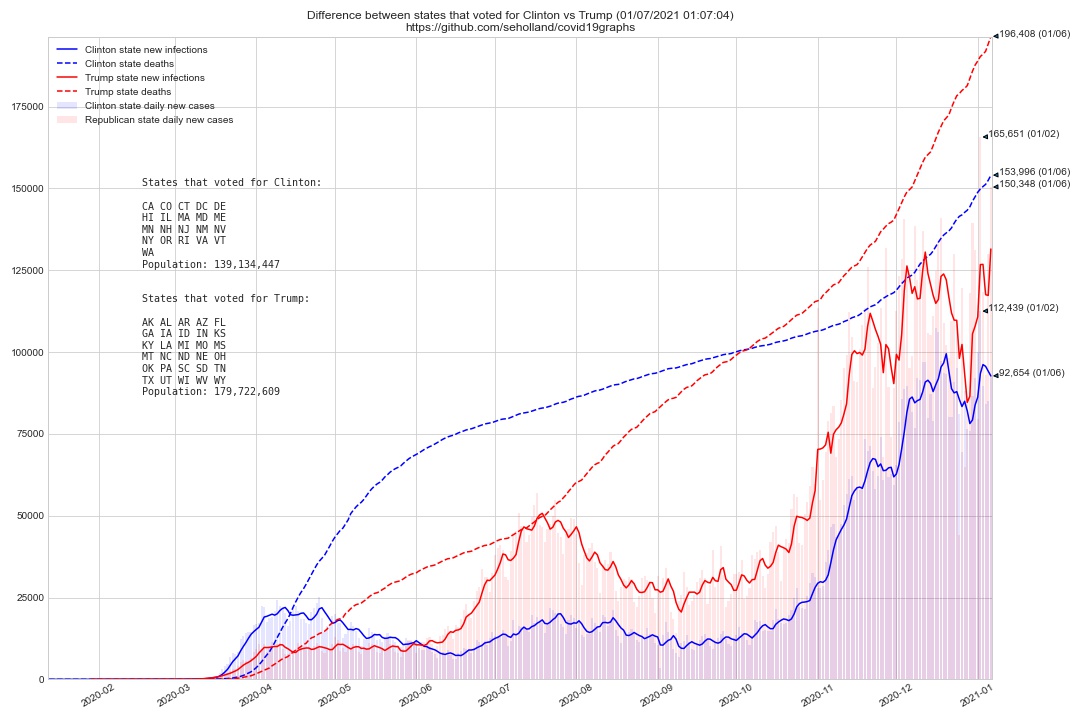 Difference between states that voted for Clinton vs Trump (01/07/2021 01:07:04)
https://github.com/seholland/covid19graphs
Clinton state new infections
Clinton state deaths
Trump state new infections
Trump state deaths
Clinton state daily new cases
Republican state daily new cases
States that voted for Clinton:
CA CO CT DC DE
HI IL MA MD ME
MN NH NJ NM NV
NY OR RI VA VT
WA
Population: 139,134,447
States that voted for Trump:
AK AL AR AZ FL
GA IA ID IN KS
KY LA MI MO MS
MT NC ND NE OH
OK PA SC SD TN
TX UT WI WV WY
Population: 179,722,609
196,408 (01/06)
165,651 (01/02)
153,996 (01/06)
150,348 (01/06)
112,439 (01/02)
92,654 (01/06)
175000
150000
125000
100000
75000
50000
25000
0
2020-02
2020-03
2020-04
2020-05
2020-06
2020-07
2020-08
2020-09
2020-10
2020-11
2020-12
2021-01